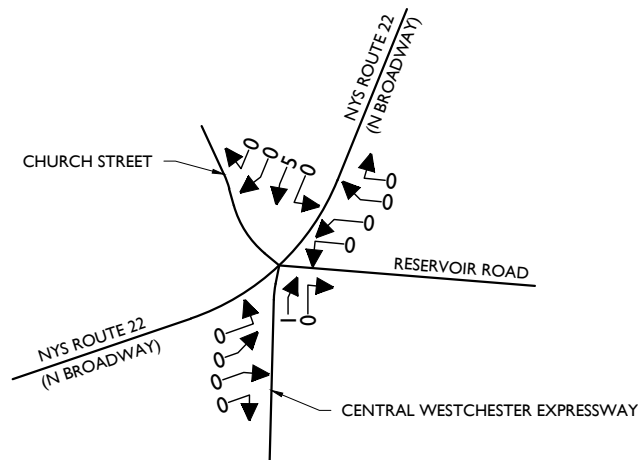 NYS ROUTE 22
(N BROADWAY)
CHURCH STREET
0
0
5
0
0
0
0
0
RESERVOIR ROAD
1
0
NYS ROUTE 22
(N BROADWAY)
0
0
0
0
CENTRAL WESTCHESTER EXPRESSWAY